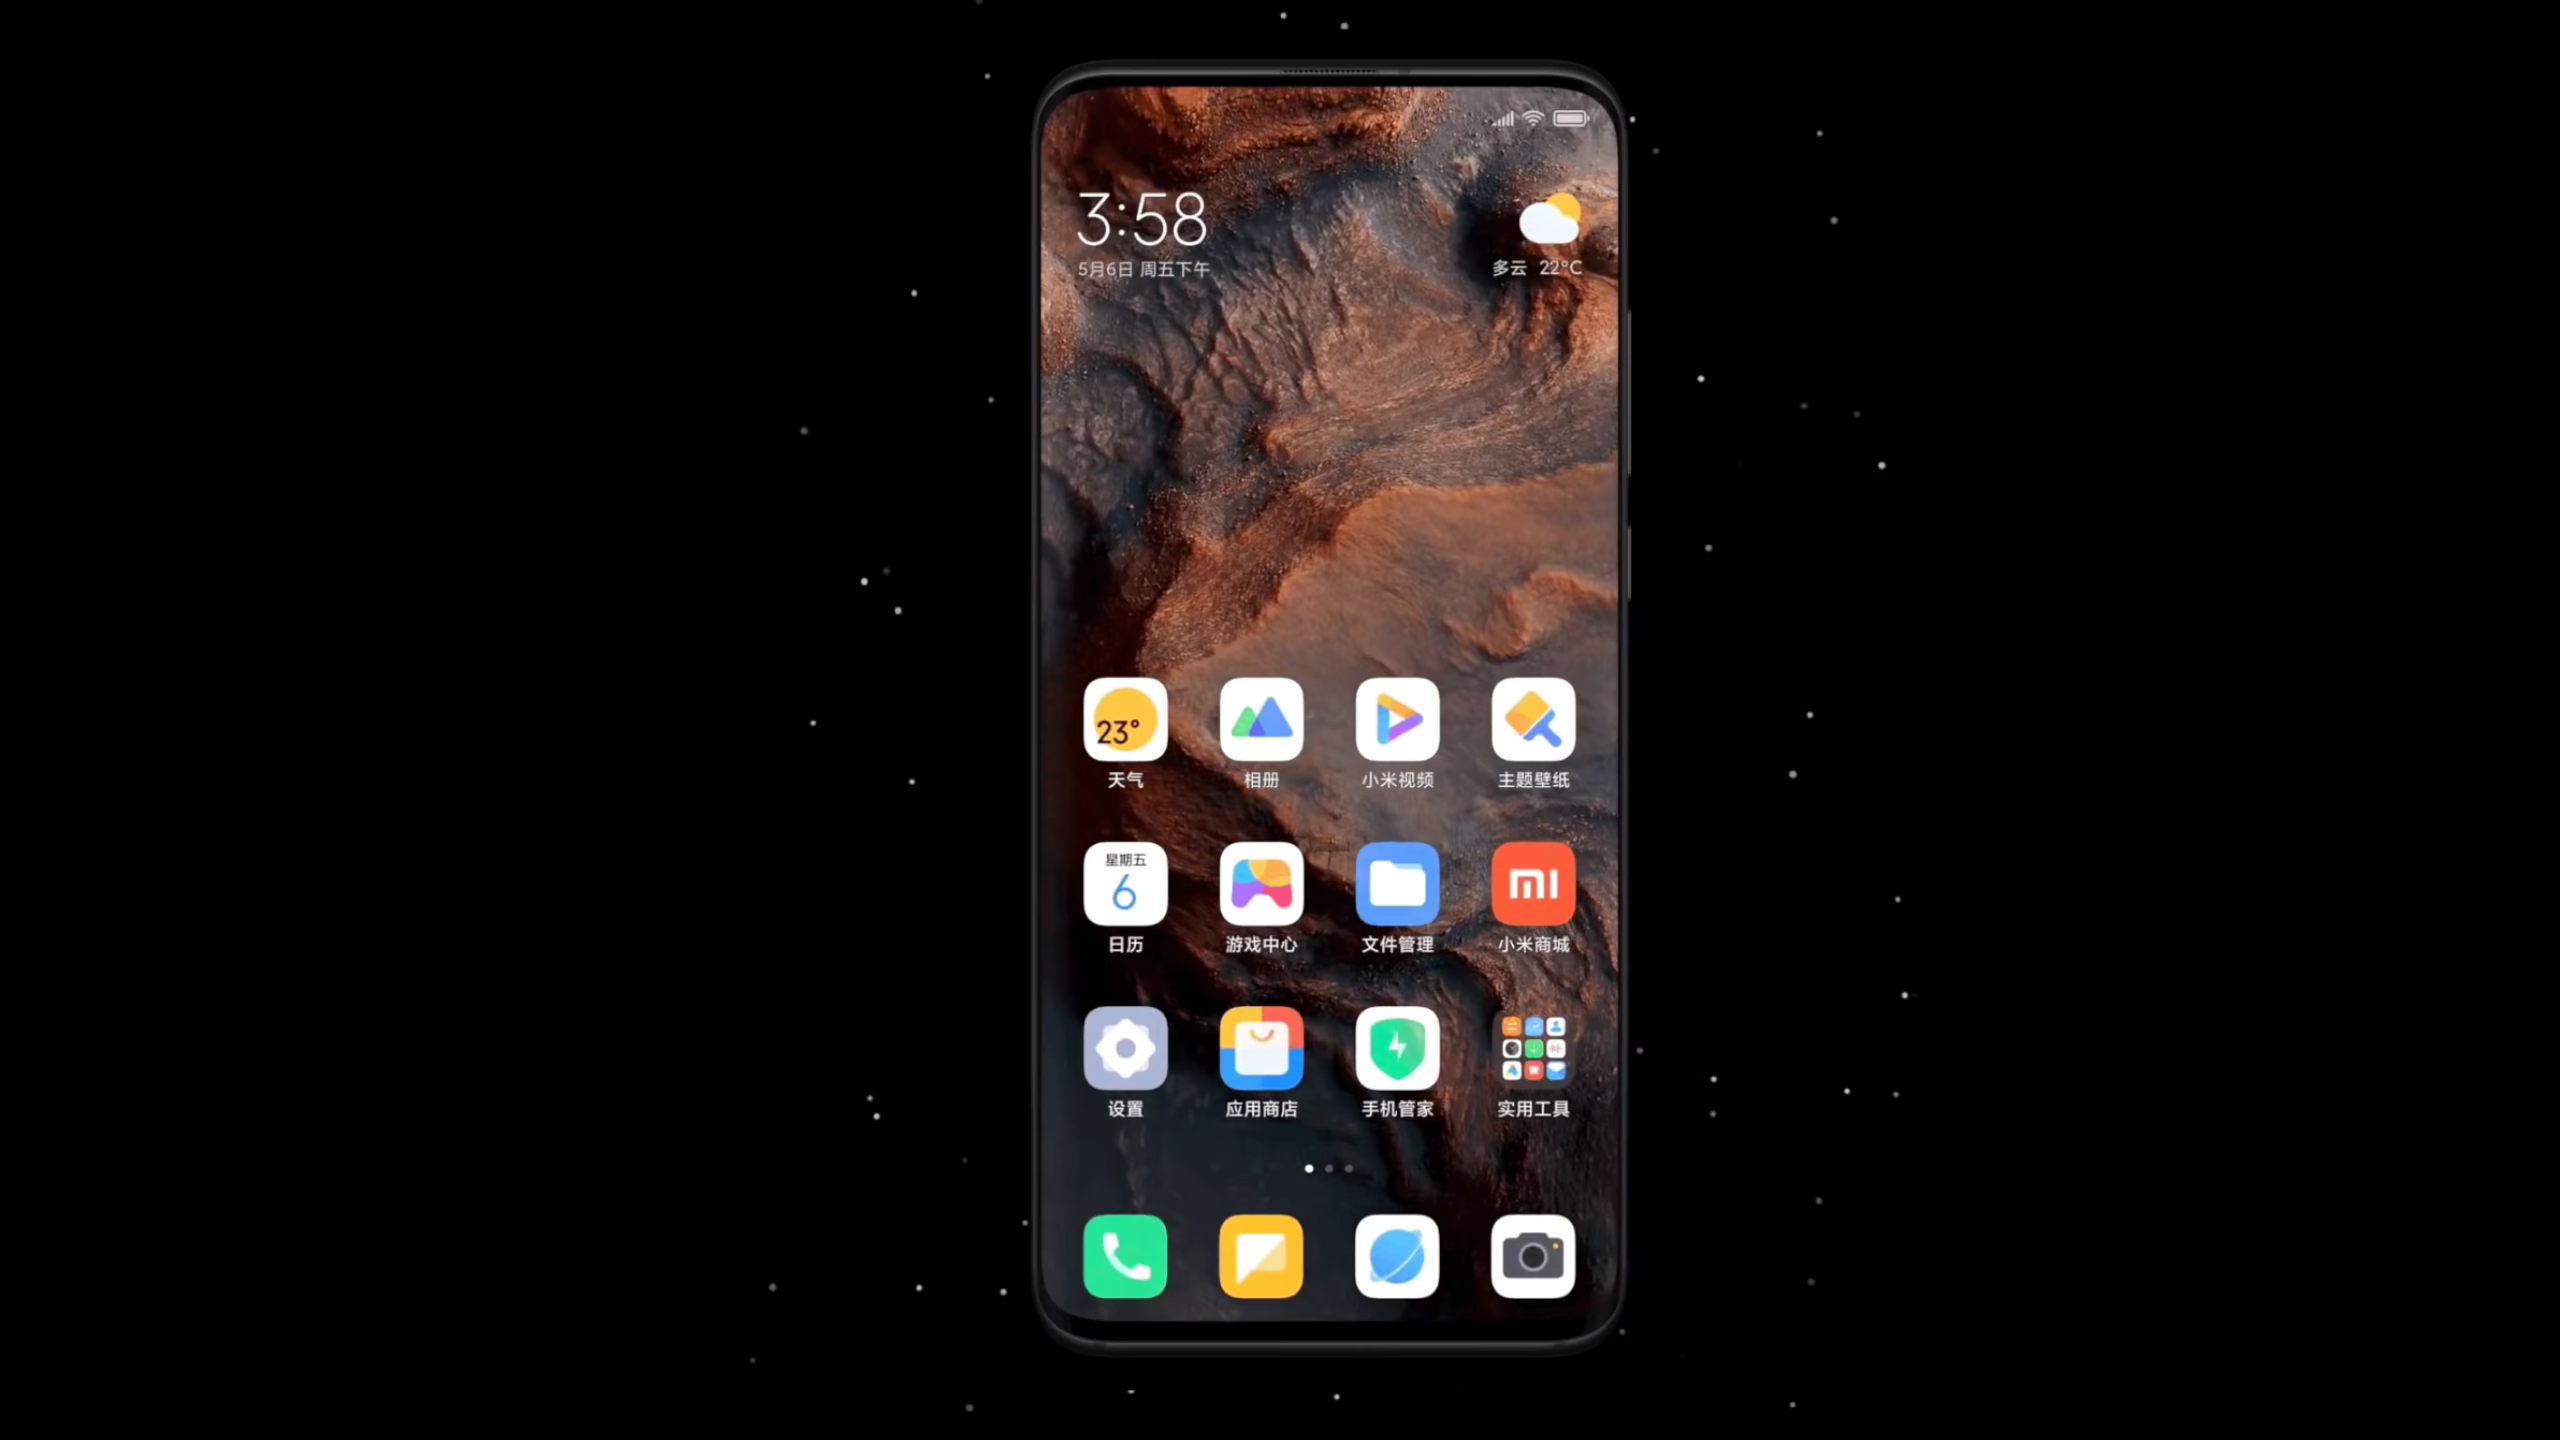 3:58
5月6日 周五下午
多云 22°C
23°
天气
相册
小米视频
主题壁纸
星期五
6
日历
游戏中心
文件管理
mi
小米商城
设置
应用商店
手机管家
实用工具